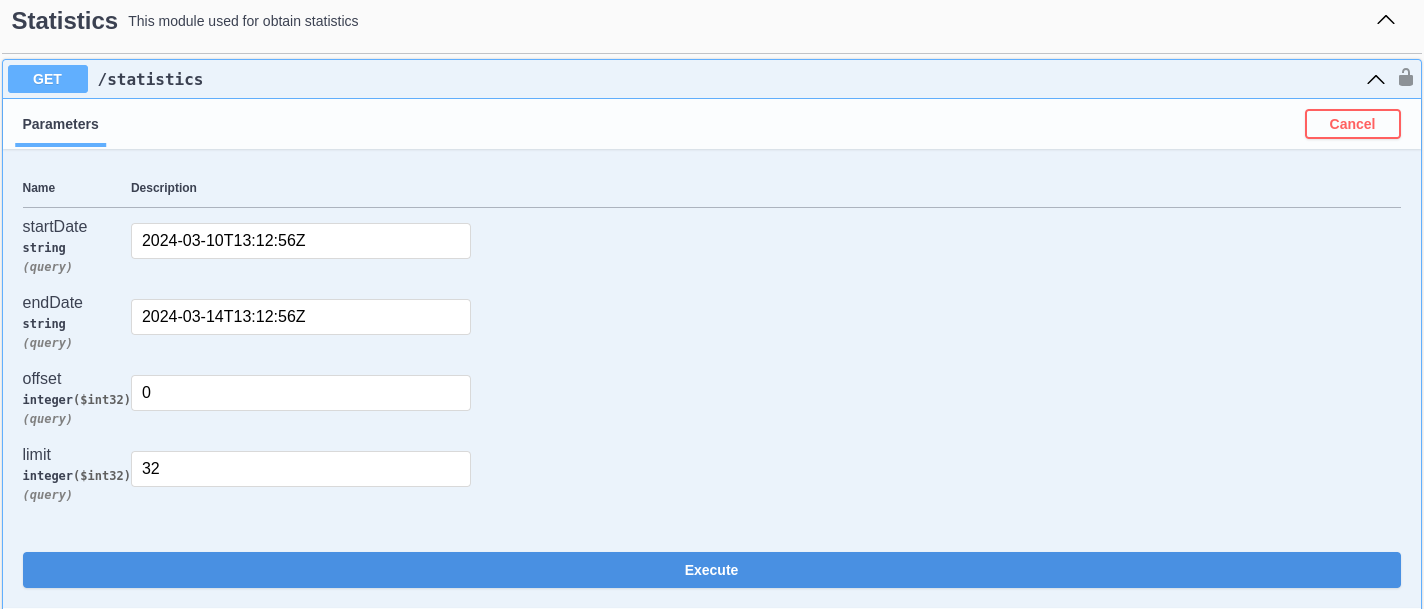 Statistics This module used for obtain statistics
GET /statistics
Parameters Cancel
Name Description
startDate
string
(query)
2024-03-10T13:12:56Z
endDate
string
(query)
2024-03-14T13:12:56Z
offset
integer($int32)
(query)
0
limit
integer($int32)
(query)
32
Execute